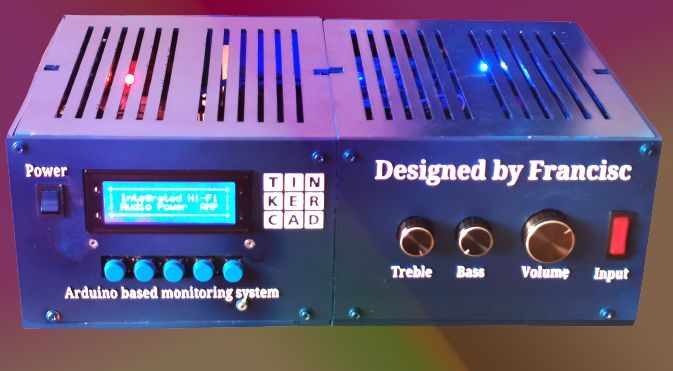 Power
Integrated Hi-Fi
Audio Power AMP
TIN
KER
CAD
Arduino based monitoring system
Designed by Francisc
Treble
Bass
Volume
Input